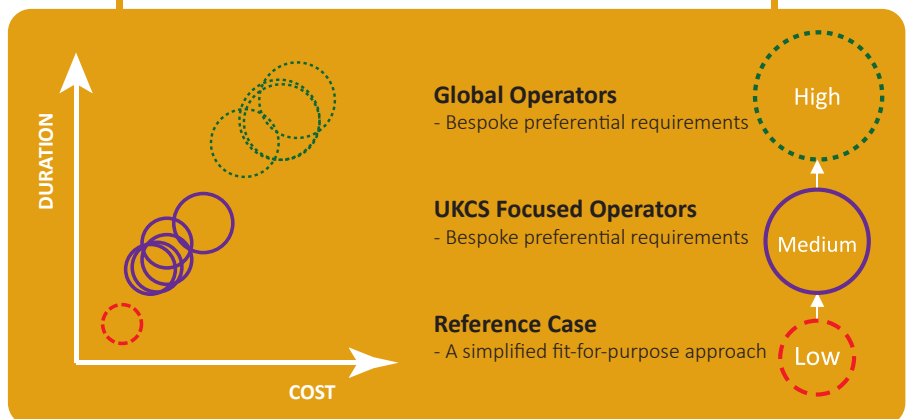 DURATION
COST
Global Operators
- Bespoke preferential requirements
High
UKCS Focused Operators
- Bespoke preferential requirements
Medium
Reference Case
- A simplified fit-for-purpose approach
Low